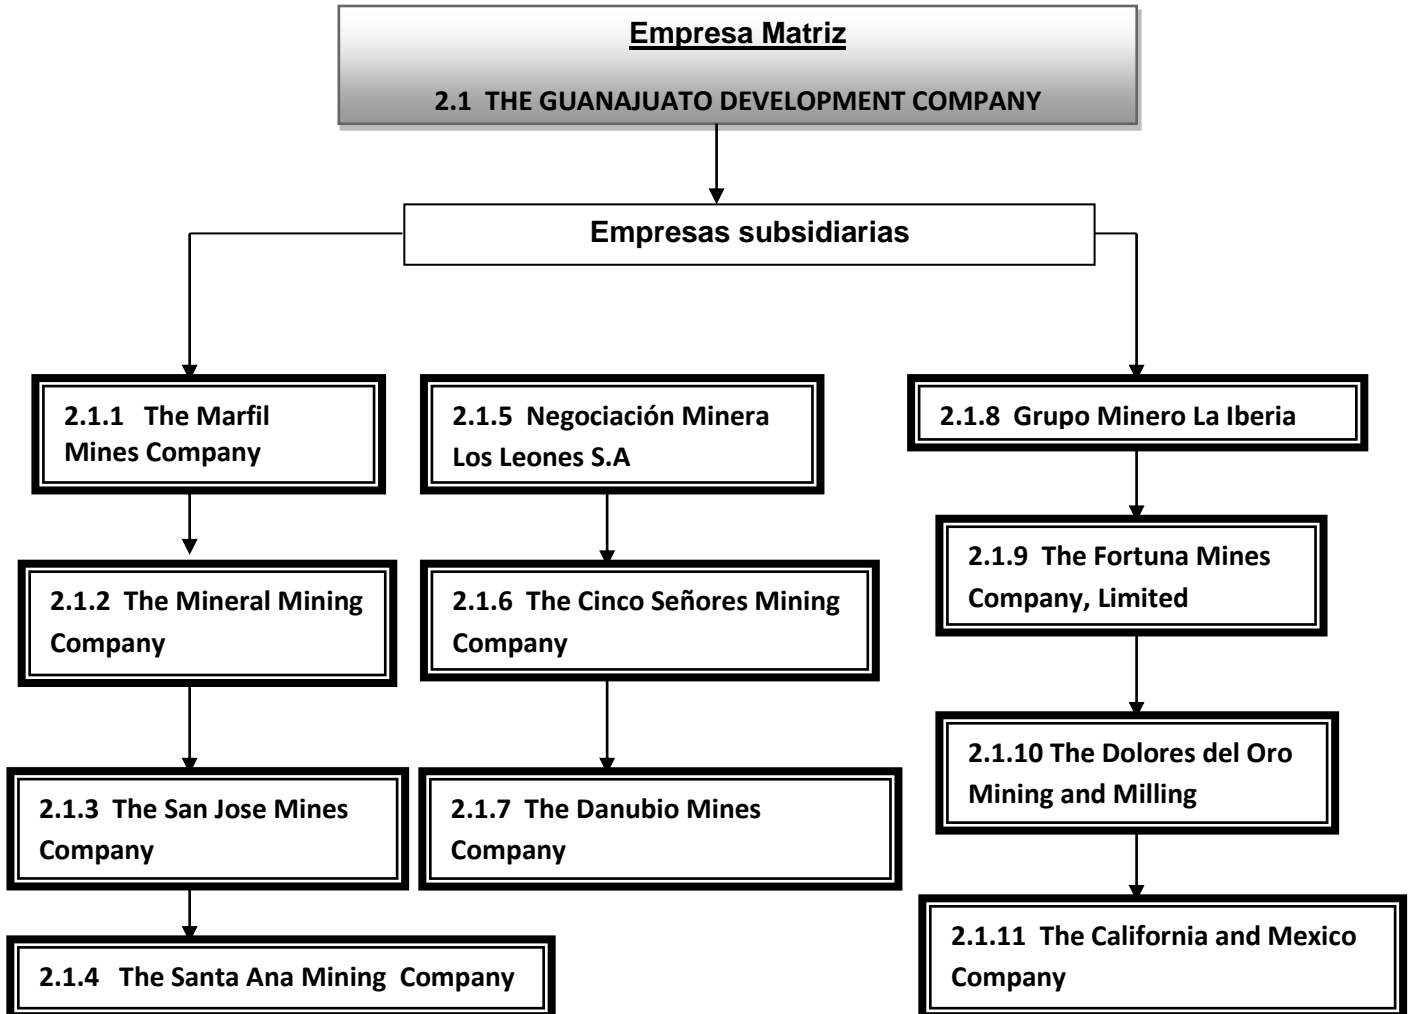 Empresa Matriz
2.1 THE GUANAJUATO DEVELOPMENT COMPANY
Empresas subsidiarias
2.1.1 The Marfil
Mines Company
2.1.2 The Mineral Mining
Company
2.1.3 The San Jose Mines
Company
2.1.4 The Santa Ana Mining Company
2.1.5 Negociación Minera
Los Leones S.A
2.1.6 The Cinco Señores Mining
Company
2.1.7 The Danubio Mines
Company
2.1.8 Grupo Minero La Iberia
2.1.9 The Fortuna Mines
Company, Limited
2.1.10 The Dolores del Oro
Mining and Milling
2.1.11 The California and Mexico
Company